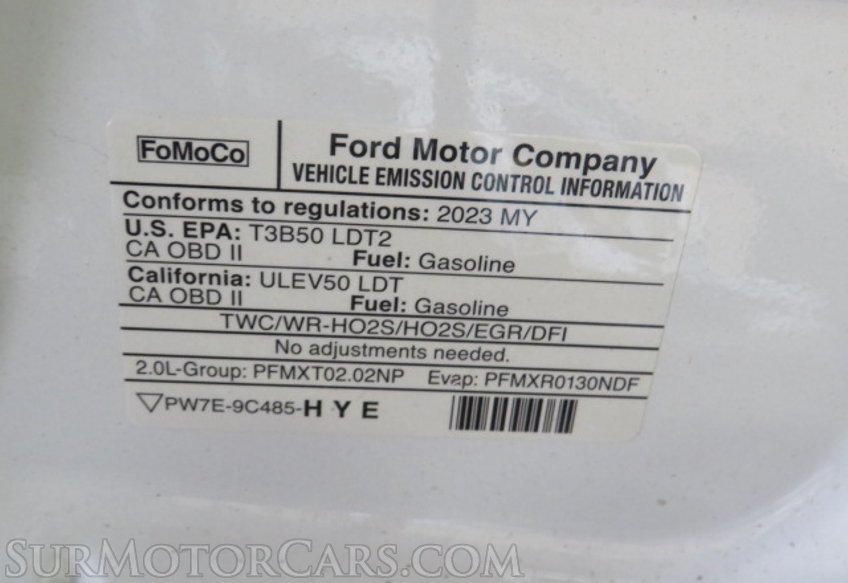 FoMoCo
Ford Motor Company
VEHICLE EMISSION CONTROL INFORMATION
Conforms to regulations: 2023 MY
U.S. EPA: T3B50 LDT2
CA OBD II Fuel: Gasoline
California: ULEV50 LDT
CA OBD II Fuel: Gasoline
TWC/WR-HO2S/HO2S/EGR/DFI
No adjustments needed.
2.0L-Group: PFMXT02.02NP Evap: PFMXR0130NDF
▽PW7E-9C485-H Y E
SurMotorCars.com